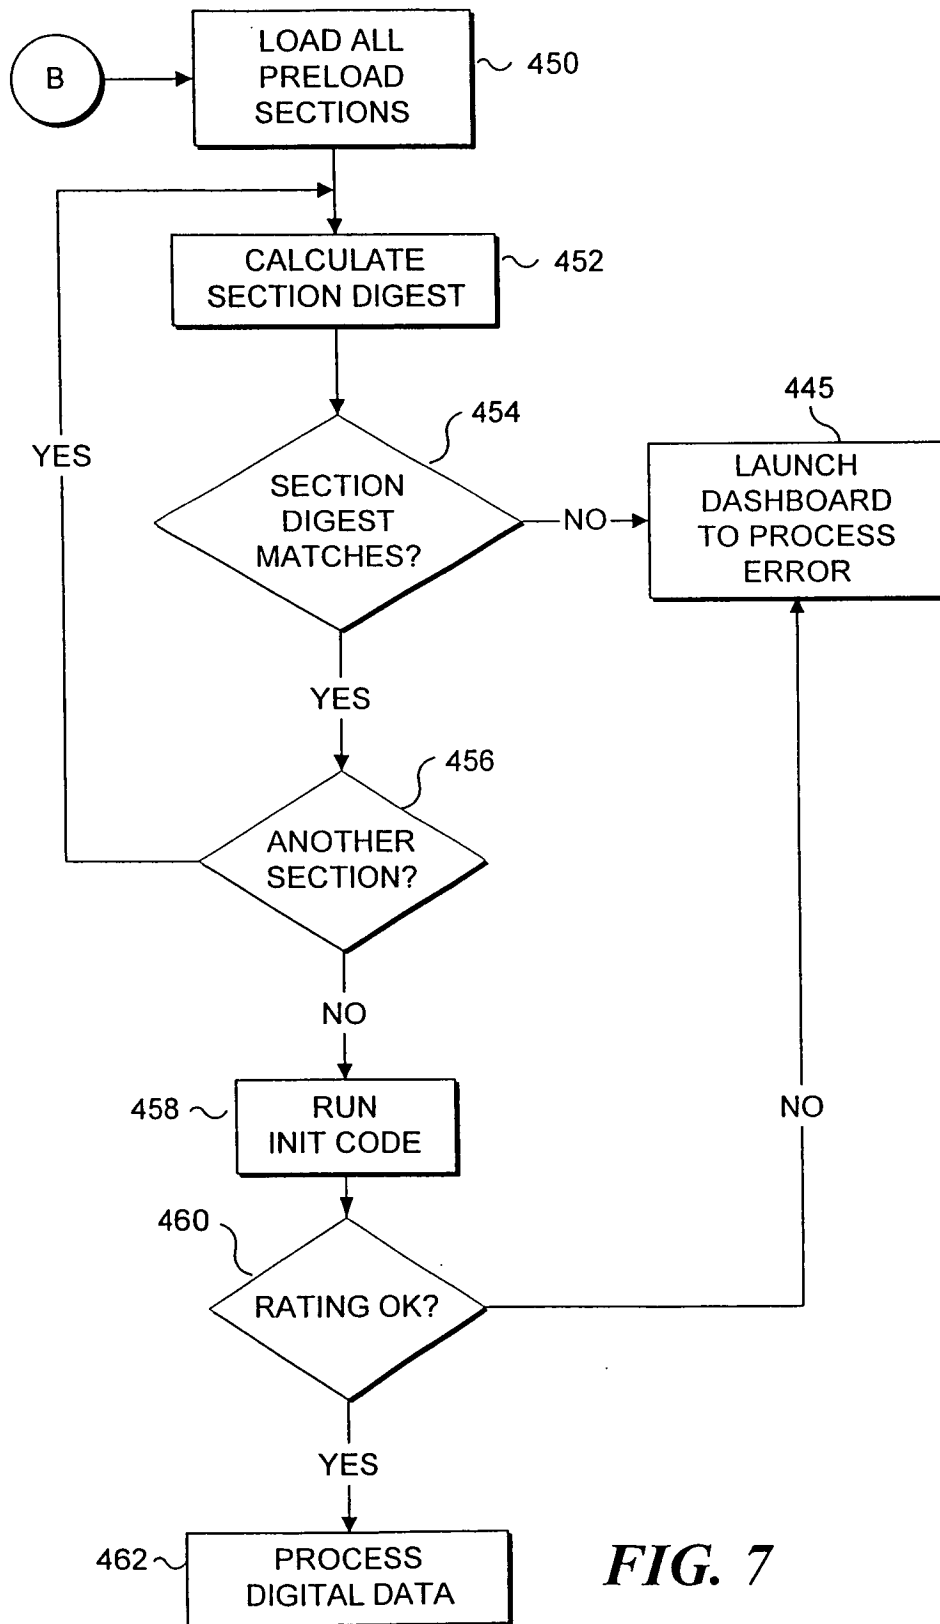 B
LOAD ALL
PRELOAD
SECTIONS
450
CALCULATE
SECTION DIGEST
452
454
SECTION
DIGEST
MATCHES?
NO
445
LAUNCH
DASHBOARD
TO PROCESS
ERROR
YES
YES
456
ANOTHER
SECTION?
NO
458
RUN
INIT CODE
NO
460
RATING OK?
YES
462
PROCESS
DIGITAL DATA
FIG. 7